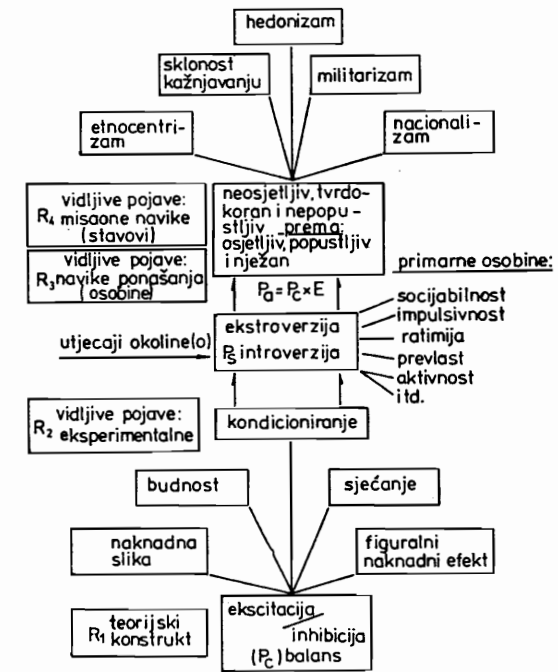 hedonizam
sklonost
kažnjavanju
militarizam
etnocentri-
zam
nacionali-
zam
vidljive pojave:
R₄ misaone navike
(stavovi)
neosjetljiv, tvrdo-
koran i nepopu-
stljiv prema:
osjetljiv, popustljiv
i nježan
vidljive pojave:
R₃ navike ponašanja
(osobine)
primarne osobine:
Pa = Pc × E
utjecaji okoline (o)
ekstroverzija
Ps introverzija
socijabilnost
impulsivnost
ratimija
prevlast
aktivnost
itd.
vidljive pojave:
R₂ eksperimentalne
kondicioniranje
budnost
sjećanje
naknadna
slika
figuralni
naknadni efekt
teorijski
R₁ konstrukt
ekscitacija
inhibicija
(Pc) balans